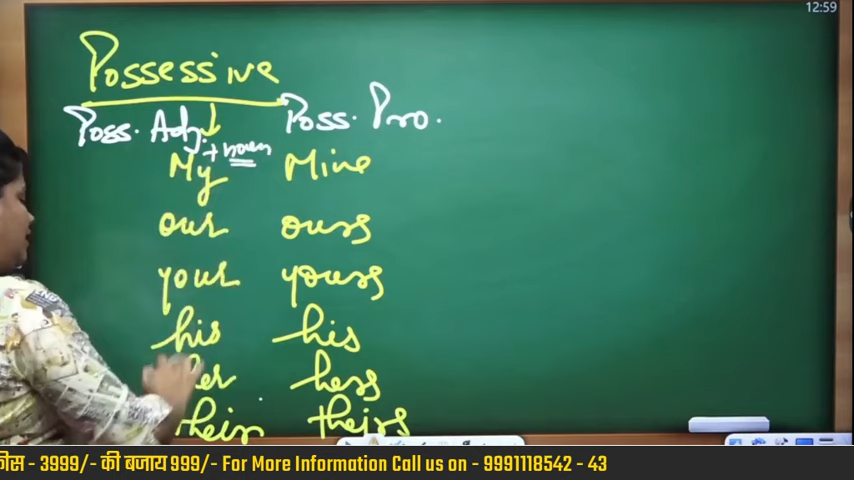 12:59
Possessive
Poss. Adj. Poss. Pro.
+ noun
My Mine
our ours
your yours
his his
her hers
their theirs
फीस - 3999/- की बजाय 999/- For More Information Call us on - 9991118542 - 43